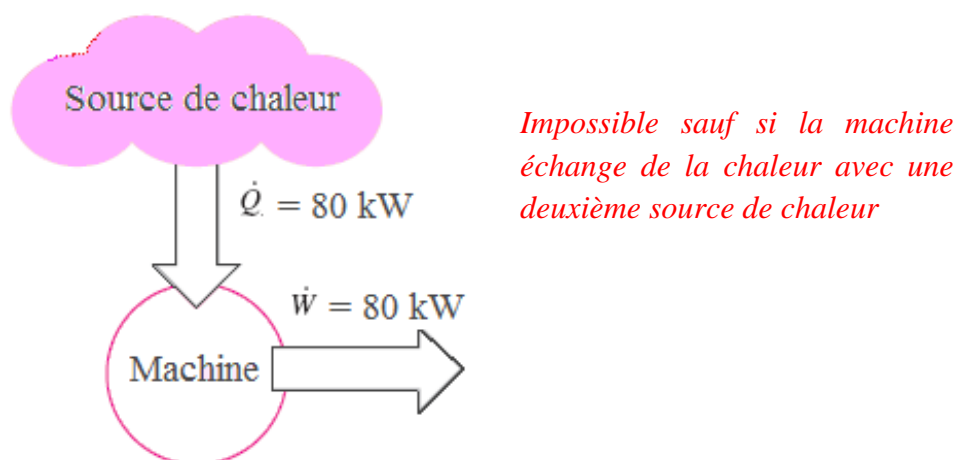 Source de chaleur
Impossible sauf si la machine
échange de la chaleur avec une
deuxième source de chaleur
Q̇ = 80 kW
Ẇ = 80 kW
Machine